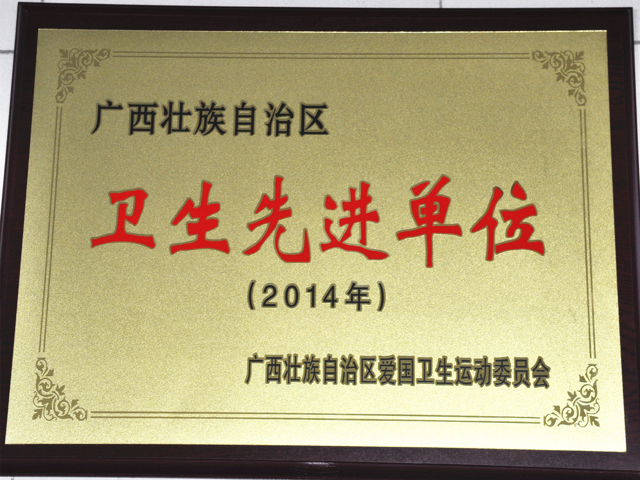 广西壮族自治区
卫生先进单位
（2014年）
广西壮族自治区爱国卫生运动委员会